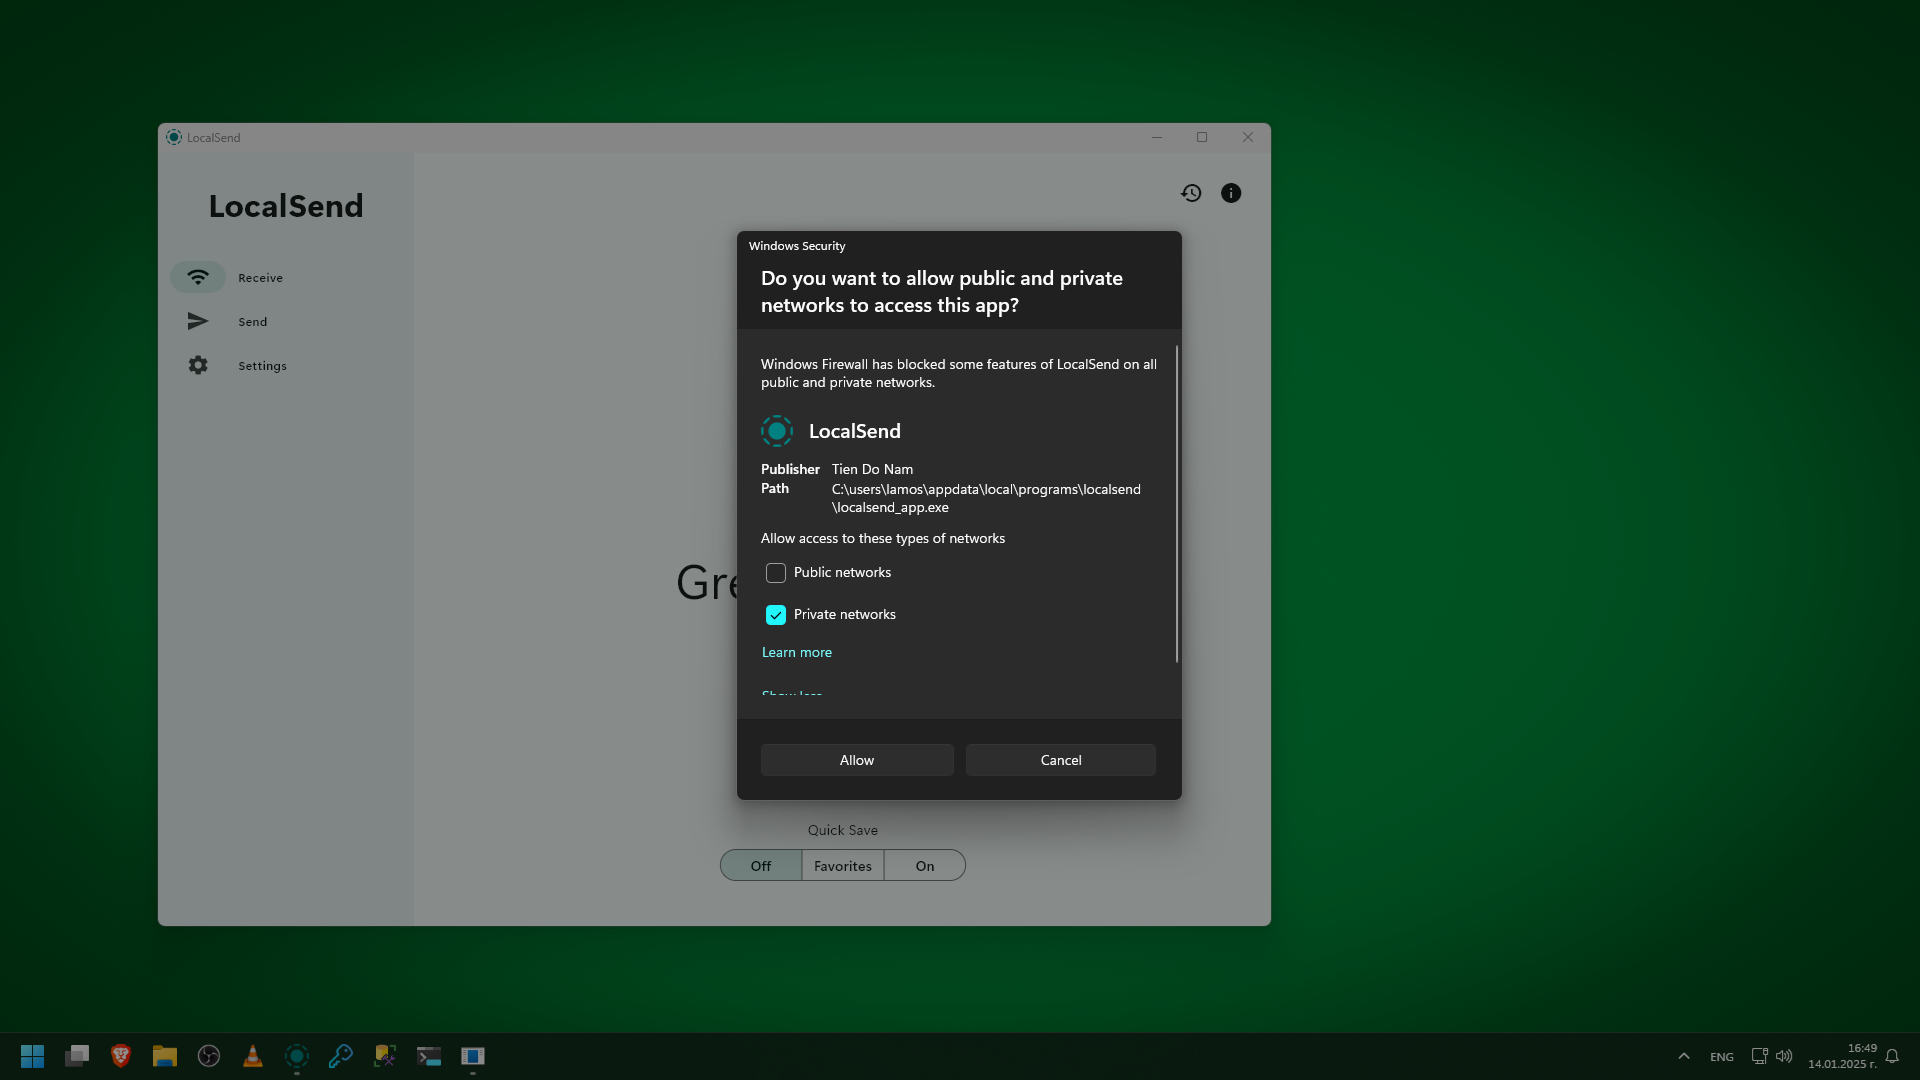 LocalSend
LocalSend
Receive
Send
Settings
Gre
Windows Security
Do you want to allow public and private
networks to access this app?
Windows Firewall has blocked some features of LocalSend on all
public and private networks.
LocalSend
Publisher Tien Do Nam
Path C:\users\lamos\appdata\local\programs\localsend
\localsend_app.exe
Allow access to these types of networks
Public networks
Private networks
Learn more
Show less
Allow Cancel
Quick Save
Off Favorites On
ENG
16:49
14.01.2025 г.